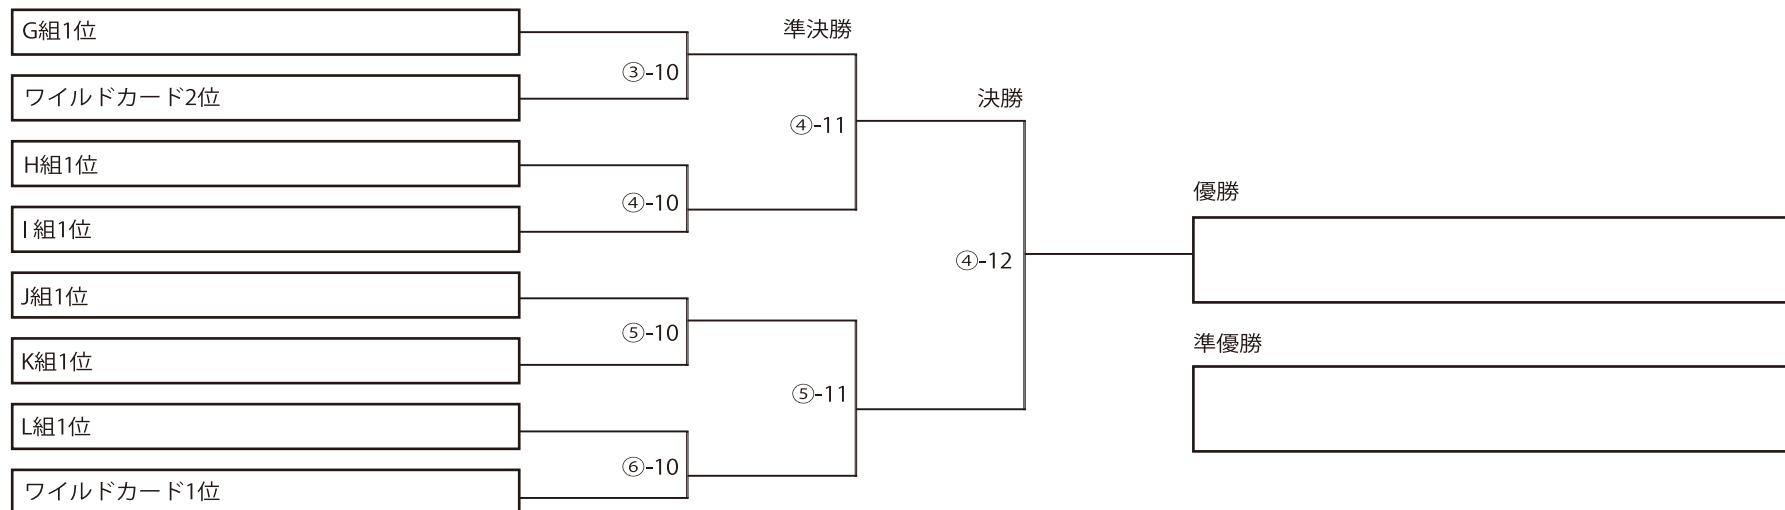 G組1位
ワイルドカード2位
H組1位
I 組1位
J組1位
K組1位
L組1位
ワイルドカード1位
③-10
④-10
⑤-10
⑥-10
準決勝
④-11
⑤-11
決勝
④-12
優勝
準優勝